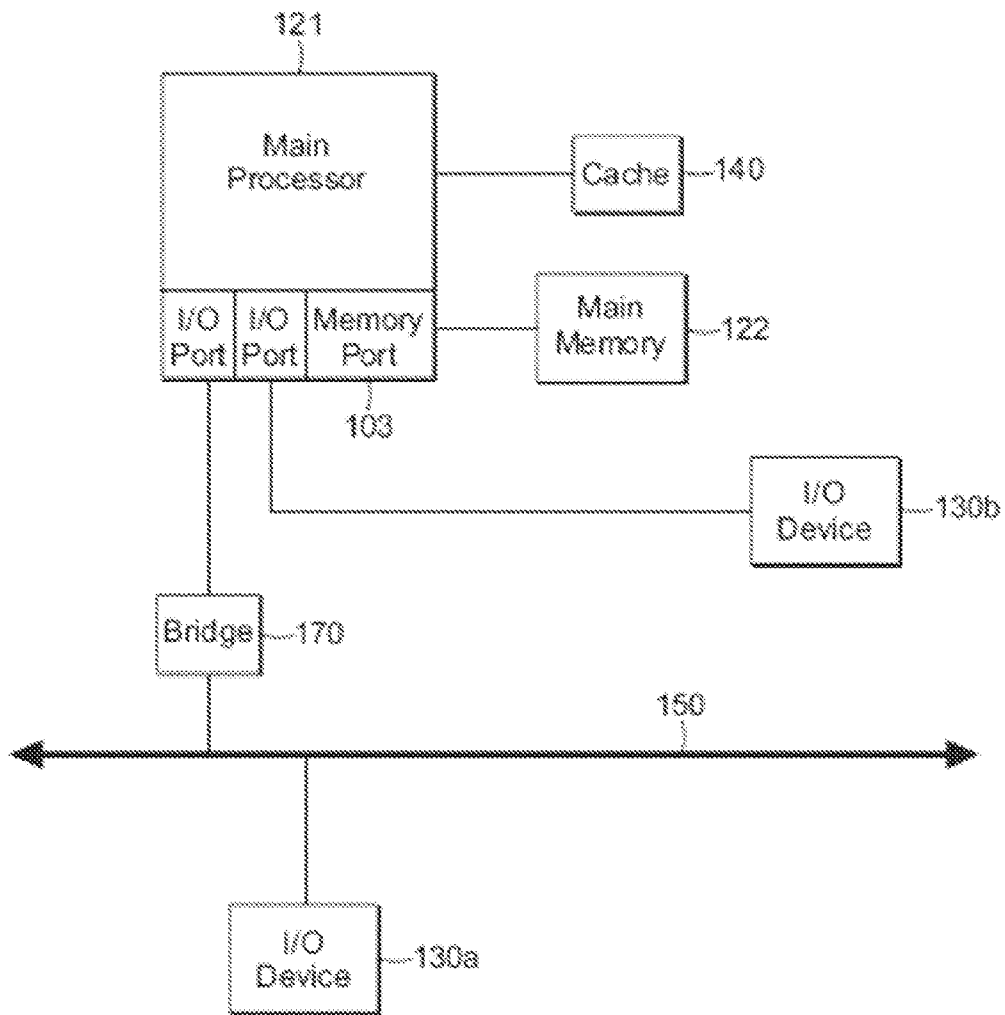 121
Main
Processor
Cache
140
I/O
Port
I/O
Port
Memory
Port
Main
Memory
122
103
I/O
Device
130b
Bridge
170
150
I/O
Device
130a